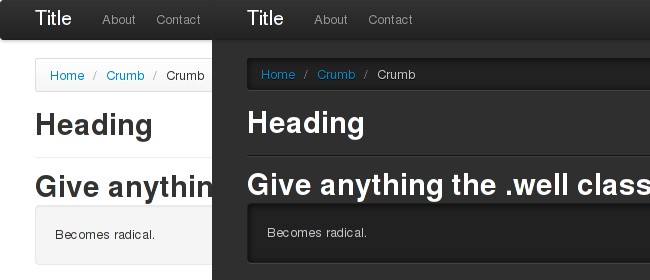 Title About Contact
Home / Crumb / Crumb
Heading
Give anythin
Becomes radical.
Title About Contact
Home / Crumb / Crumb
Heading
Give anything the .well class
Becomes radical.